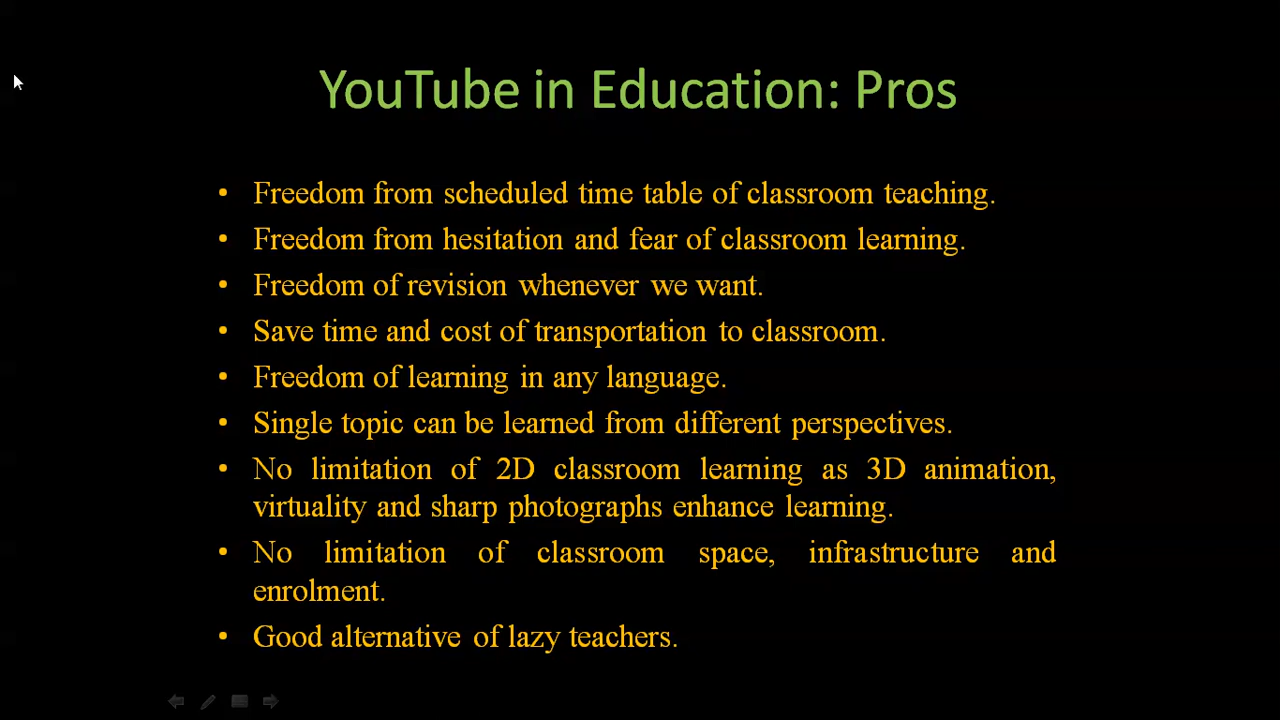 YouTube in Education: Pros
• Freedom from scheduled time table of classroom teaching.
• Freedom from hesitation and fear of classroom learning.
• Freedom of revision whenever we want.
• Save time and cost of transportation to classroom.
• Freedom of learning in any language.
• Single topic can be learned from different perspectives.
• No limitation of 2D classroom learning as 3D animation,
virtuality and sharp photographs enhance learning.
• No limitation of classroom space, infrastructure and
enrolment.
• Good alternative of lazy teachers.